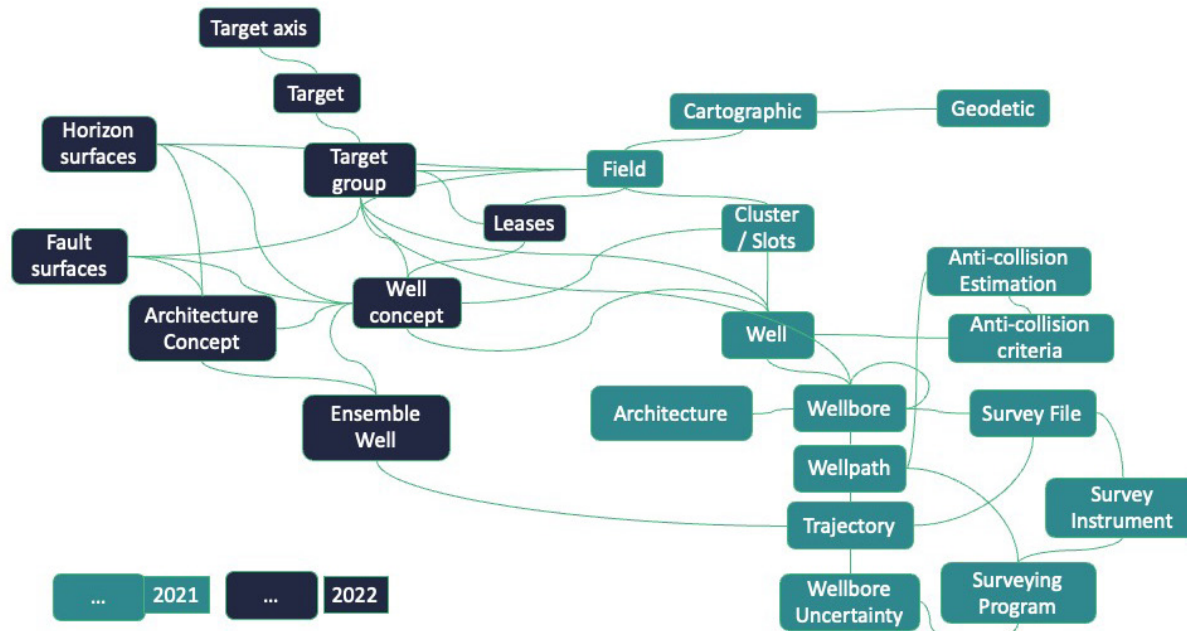 Target axis
Target
Cartographic
Geodetic
Horizon
surfaces
Target
group
Field
Leases
Cluster
/ Slots
Fault
surfaces
Well
concept
Anti-collision
Estimation
Architecture
Concept
Well
Anti-collision
criteria
Ensemble
Well
Architecture
Wellbore
Survey File
Wellpath
Survey
Instrument
Trajectory
Wellbore
Uncertainty
Surveying
Program
...
2021
...
2022